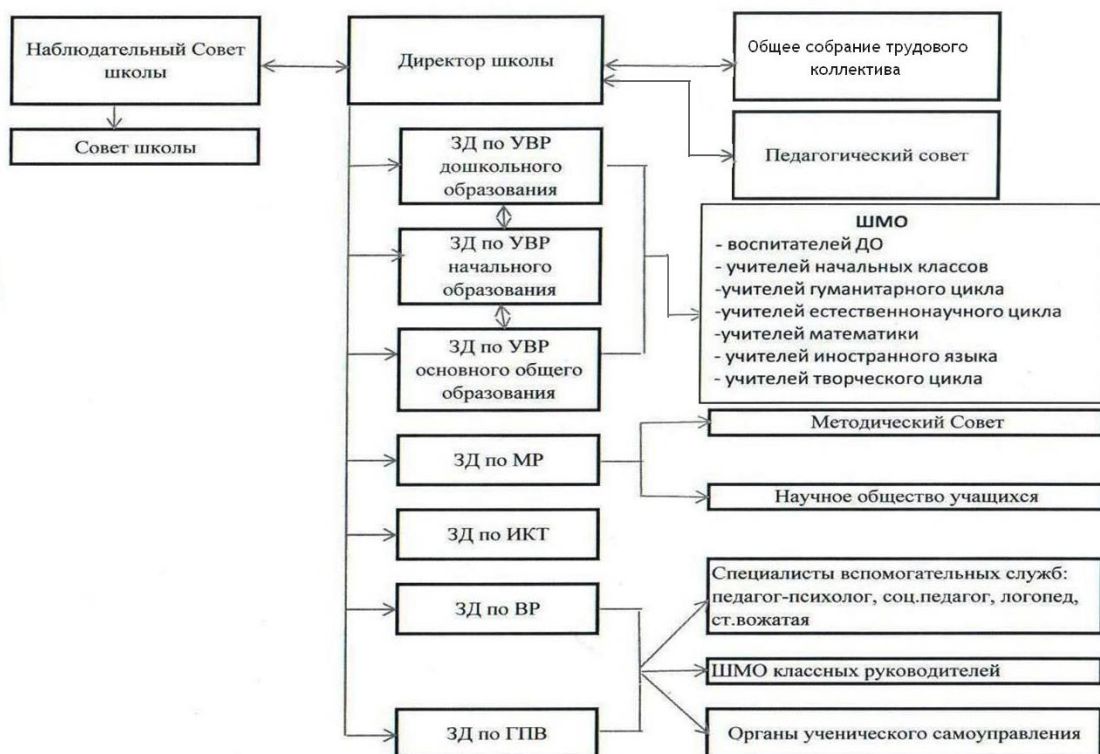 Наблюдательный Совет
школы
Директор школы
Общее собрание трудового
коллектива
Совет школы
Педагогический совет
ЗД по УВР
дошкольного
образования
ЗД по УВР
начального
образования
ЗД по УВР
основного общего
образования
ШМО
- воспитателей ДО
- учителей начальных классов
-учителей гуманитарного цикла
-учителей естественнонаучного цикла
-учителей математики
- учителей иностранного языка
- учителей творческого цикла
ЗД по МР
Методический Совет
Научное общество учащихся
ЗД по ИКТ
ЗД по ВР
Специалисты вспомогательных служб:
педагог-психолог, соц.педагог, логопед,
ст.вожатая
ШМО классных руководителей
ЗД по ГПВ
Органы ученического самоуправления